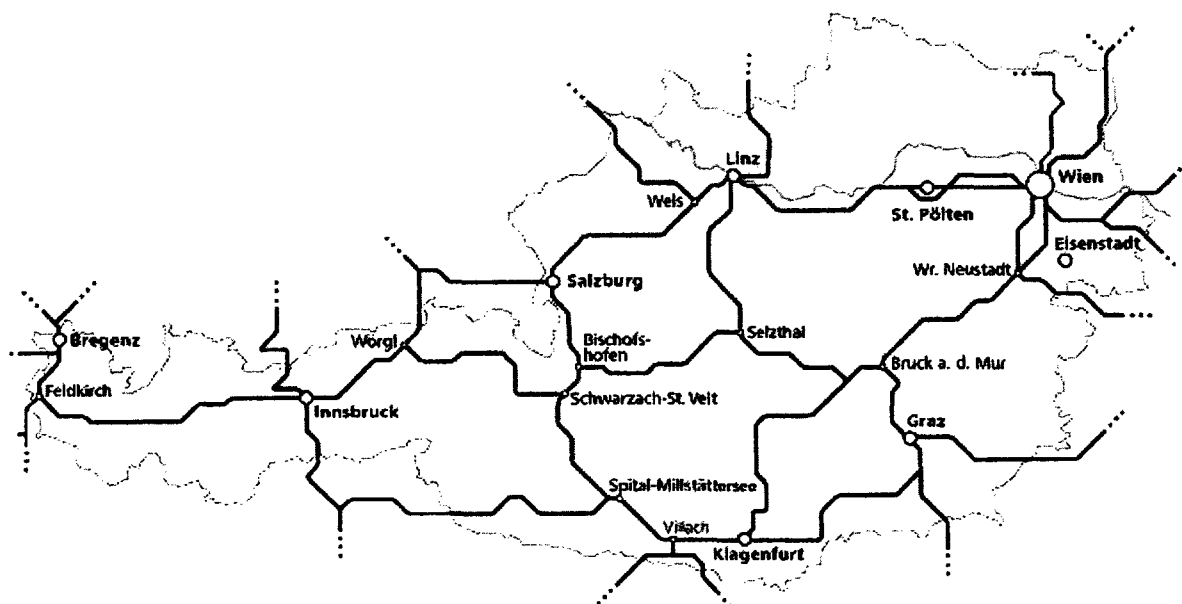 Linz
Wien
Wels
St. Pölten
Eisenstadt
Wr. Neustadt
Salzburg
Bregenz
Wörgl
Bischofs-
hofen
Selzthal
Bruck a. d. Mur
Feldkirch
Innsbruck
Schwarzach-St. Veit
Graz
Spital-Millstättersee
Villach
Klagenfurt